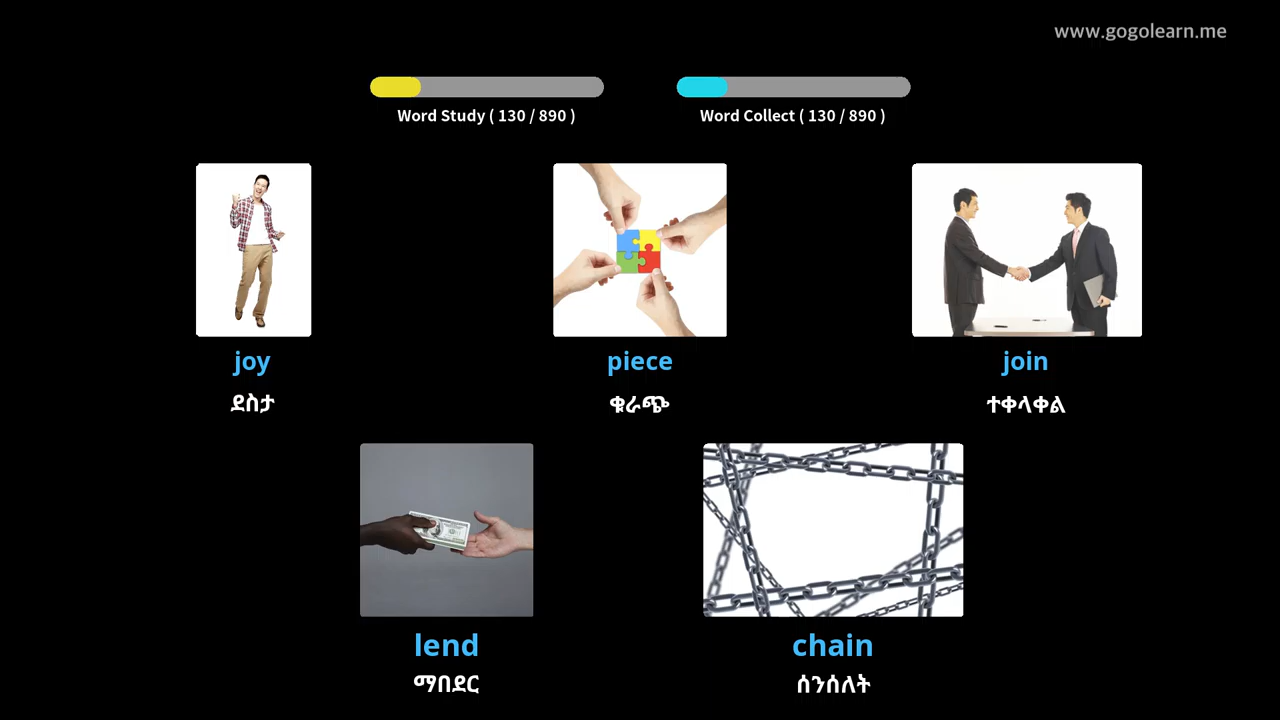 www.gogolearn.me
Word Study ( 130 / 890 )
Word Collect ( 130 / 890 )
joy
piece
join
ደስታ
ቁራጭ
ተቀላቀል
lend
chain
ማበደር
ሰንሰለት